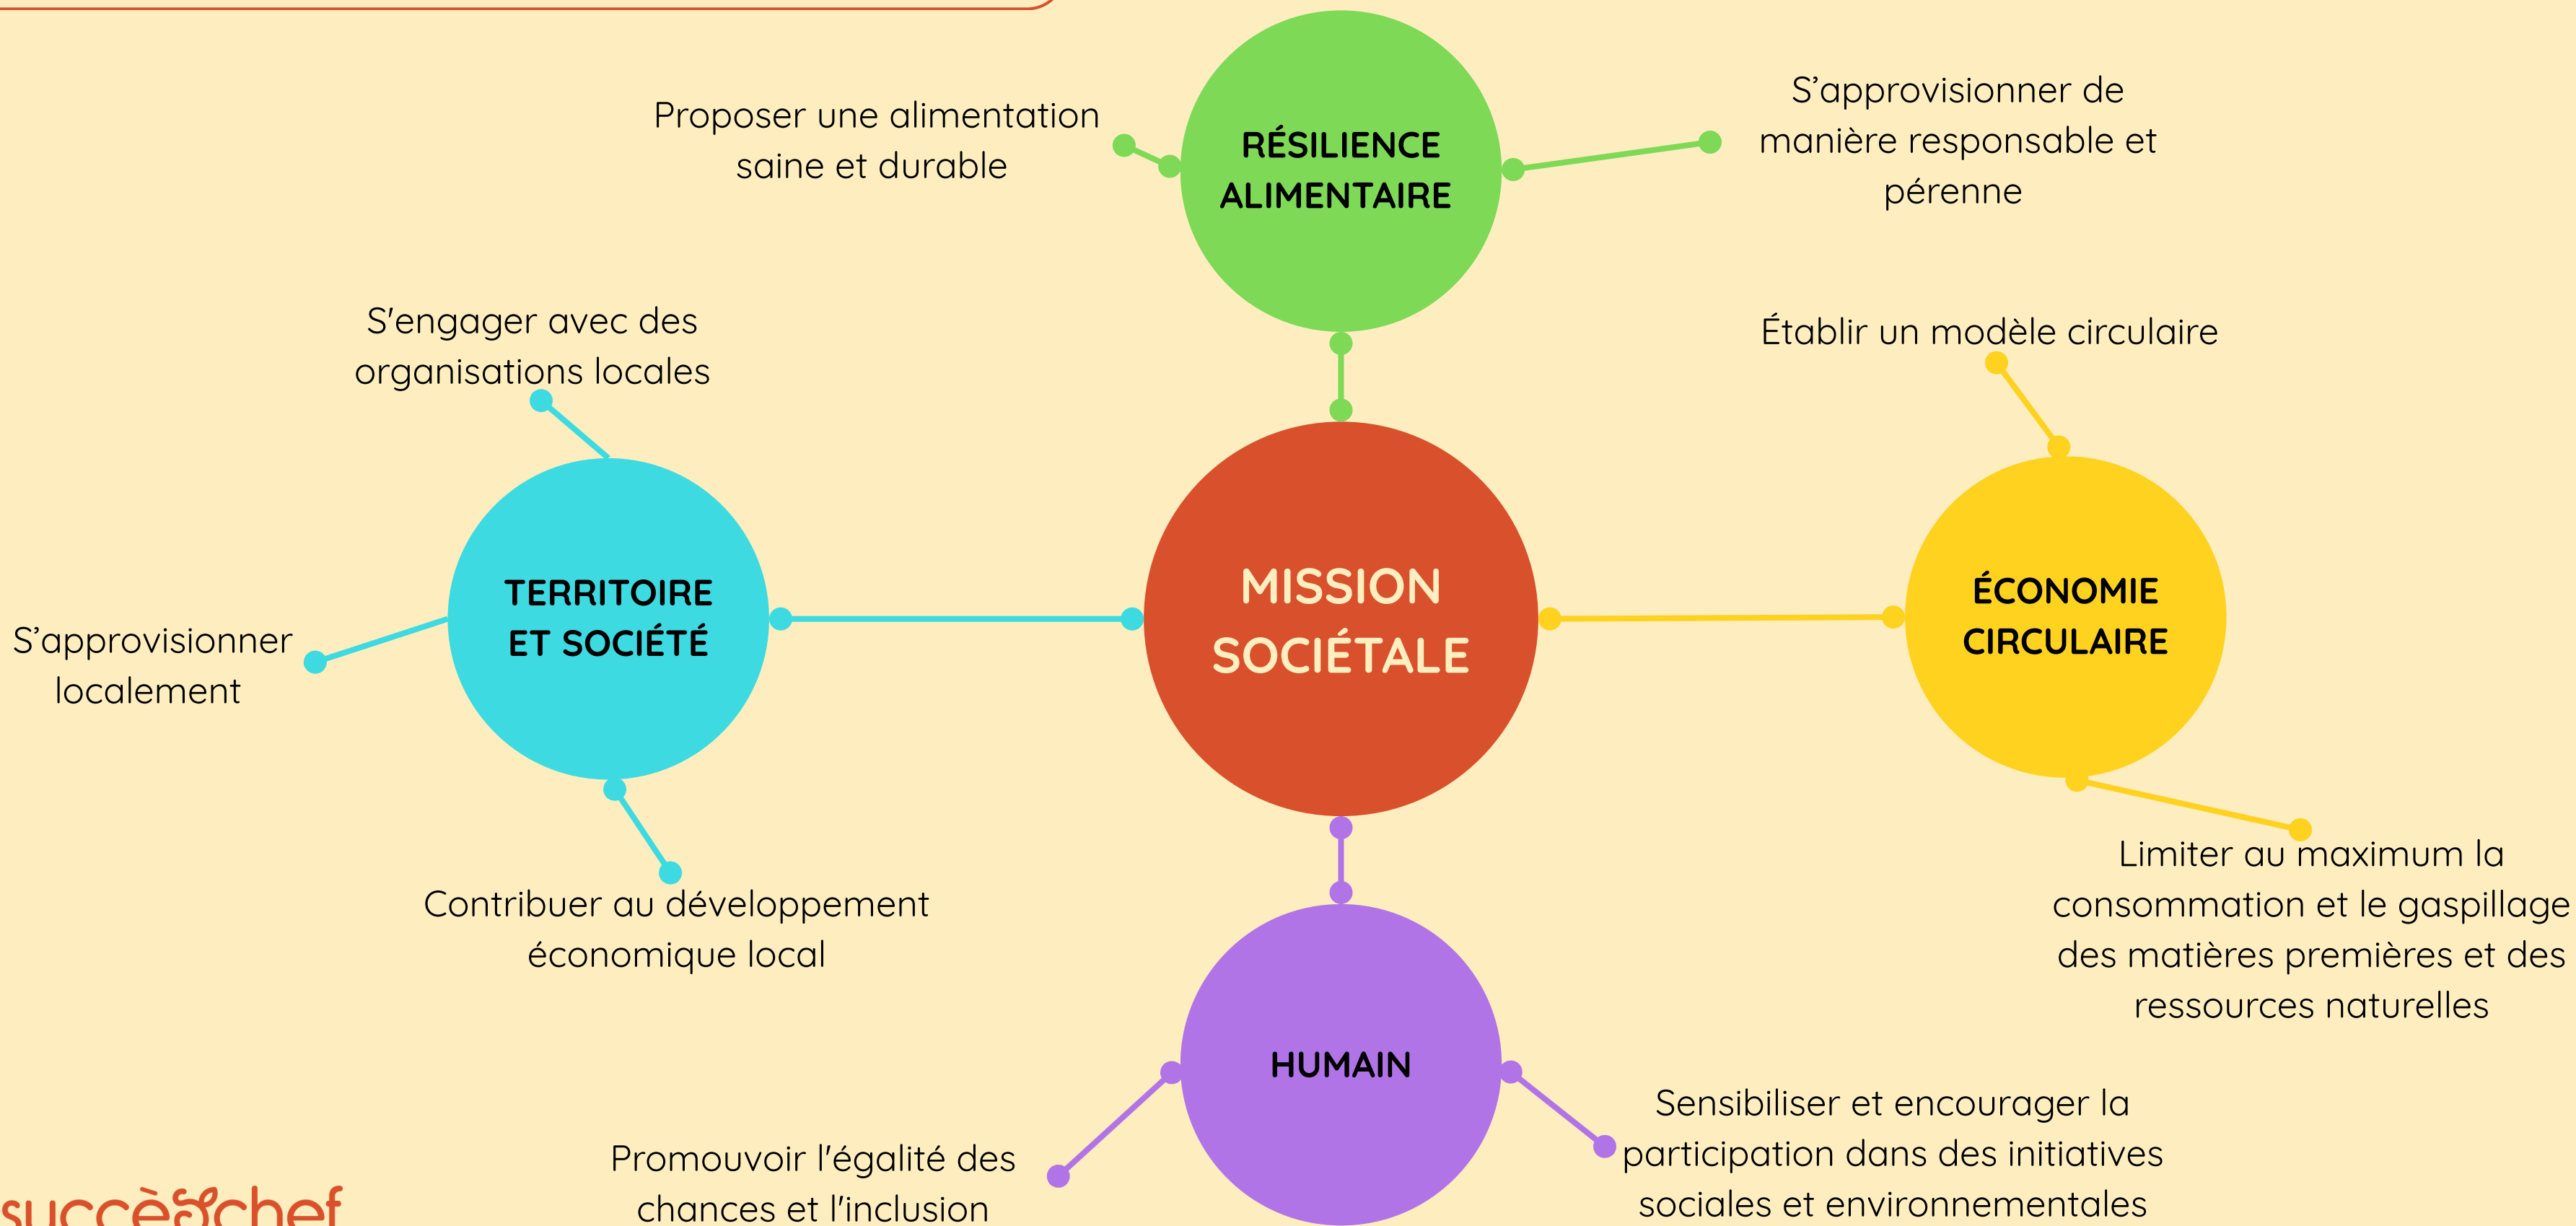 RÉSILIENCE
ALIMENTAIRE
Proposer une alimentation
saine et durable
S’approvisionner de
manière responsable et
pérenne
S'engager avec des
organisations locales
Établir un modèle circulaire
TERRITOIRE
ET SOCIÉTÉ
MISSION
SOCIÉTALE
ÉCONOMIE
CIRCULAIRE
S’approvisionner
localement
Contribuer au développement
économique local
Limiter au maximum la
consommation et le gaspillage
des matières premières et des
ressources naturelles
HUMAIN
Promouvoir l'égalité des
chances et l'inclusion
Sensibiliser et encourager la
participation dans des initiatives
sociales et environnementales
succèschef